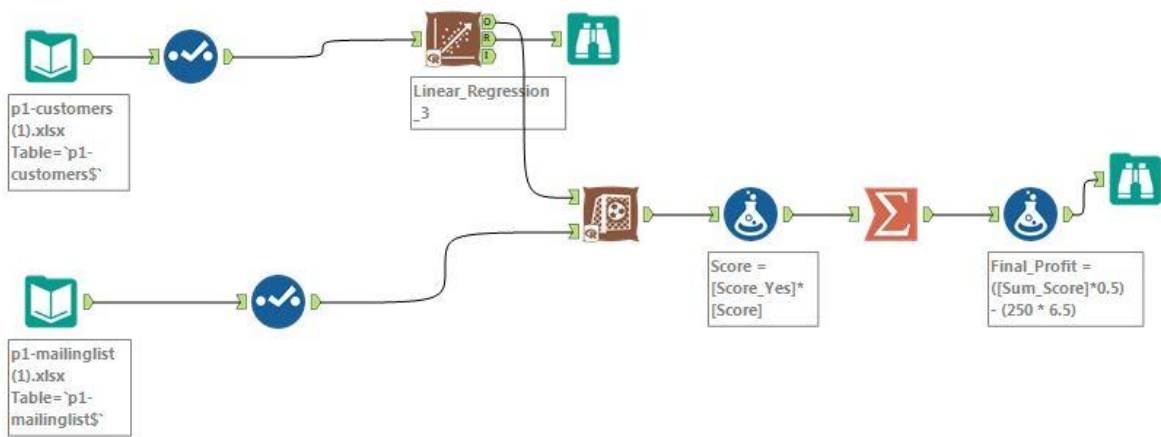 O
R
I
R
Linear_Regression
_3
p1-customers
(1).xlsx
Table=`p1-
customers$`
R
Score =
[Score_Yes]*
[Score]
Final_Profit =
([Sum_Score]*0.5)
- (250 * 6.5)
p1-mailinglist
(1).xlsx
Table=`p1-
mailinglist$`